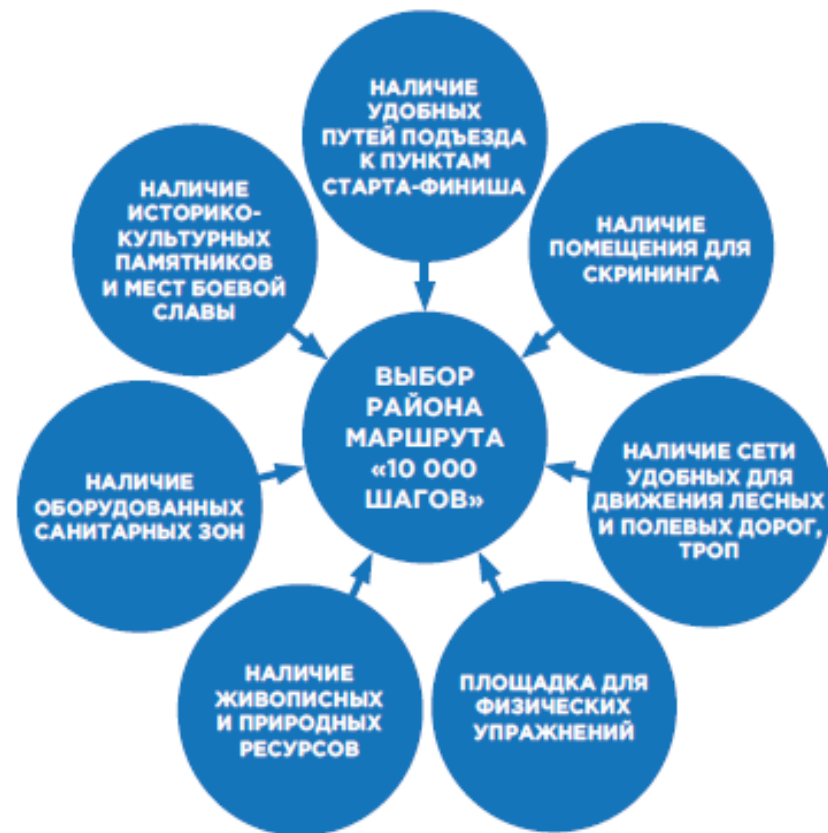 НАЛИЧИЕ
УДОБНЫХ
ПУТЕЙ ПОДЪЕЗДА
К ПУНКТАМ
СТАРТА-ФИНИША
НАЛИЧИЕ
ПОМЕЩЕНИЯ ДЛЯ
СКРИНИНГА
НАЛИЧИЕ СЕТИ
УДОБНЫХ ДЛЯ
ДВИЖЕНИЯ ЛЕСНЫХ
И ПОЛЕВЫХ ДОРОГ,
ТРОП
ПЛОЩАДКА ДЛЯ
ФИЗИЧЕСКИХ
УПРАЖНЕНИЙ
НАЛИЧИЕ
ЖИВОПИСНЫХ
И ПРИРОДНЫХ
РЕСУРСОВ
НАЛИЧИЕ
ОБОРУДОВАННЫХ
САНИТАРНЫХ ЗОН
НАЛИЧИЕ
ИСТОРИКО-
КУЛЬТУРНЫХ
ПАМЯТНИКОВ
И МЕСТ БОЕВОЙ
СЛАВЫ
ВЫБОР
РАЙОНА
МАРШРУТА
«10 000
ШАГОВ»